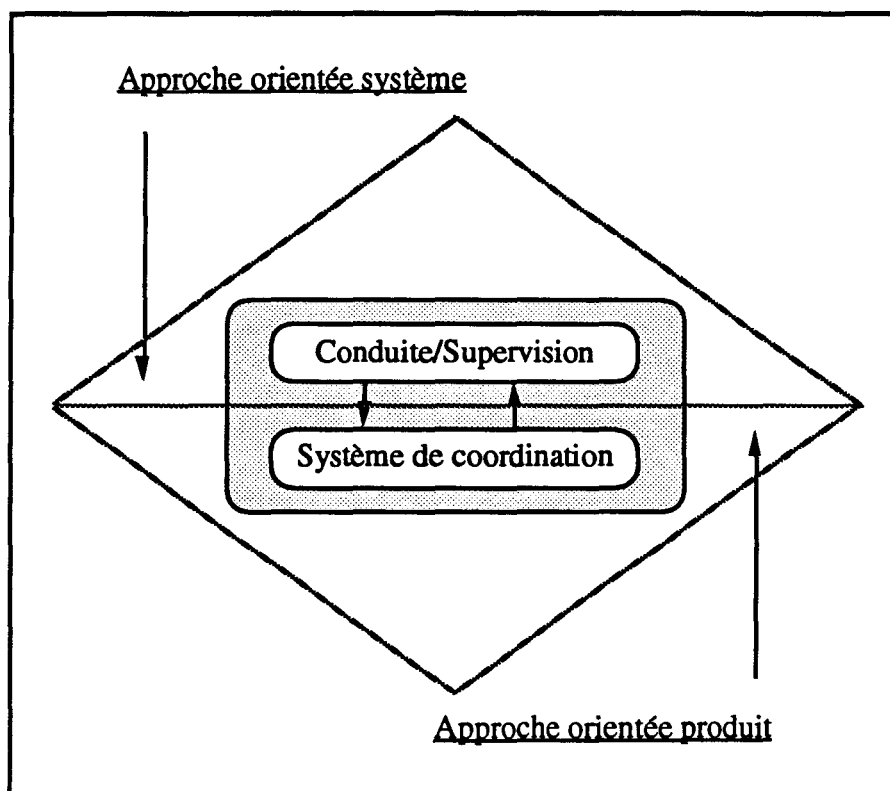 Approche orientée système
Conduite/Supervision
Système de coordination
Approche orientée produit